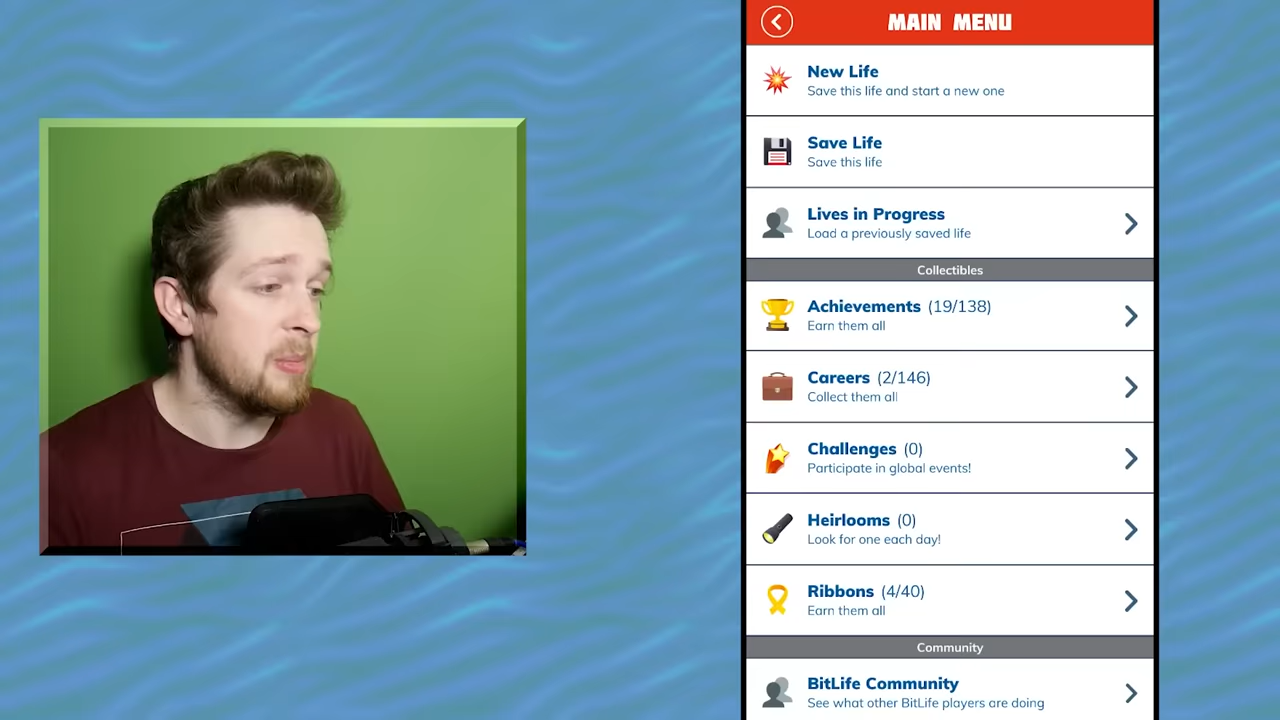 MAIN MENU
New Life
Save this life and start a new one
Save Life
Save this life
Lives in Progress
Load a previously saved life
Collectibles
Achievements (19/138)
Earn them all
Careers (2/146)
Collect them all
Challenges (0)
Participate in global events!
Heirlooms (0)
Look for one each day!
Ribbons (4/40)
Earn them all
Community
BitLife Community
See what other BitLife players are doing